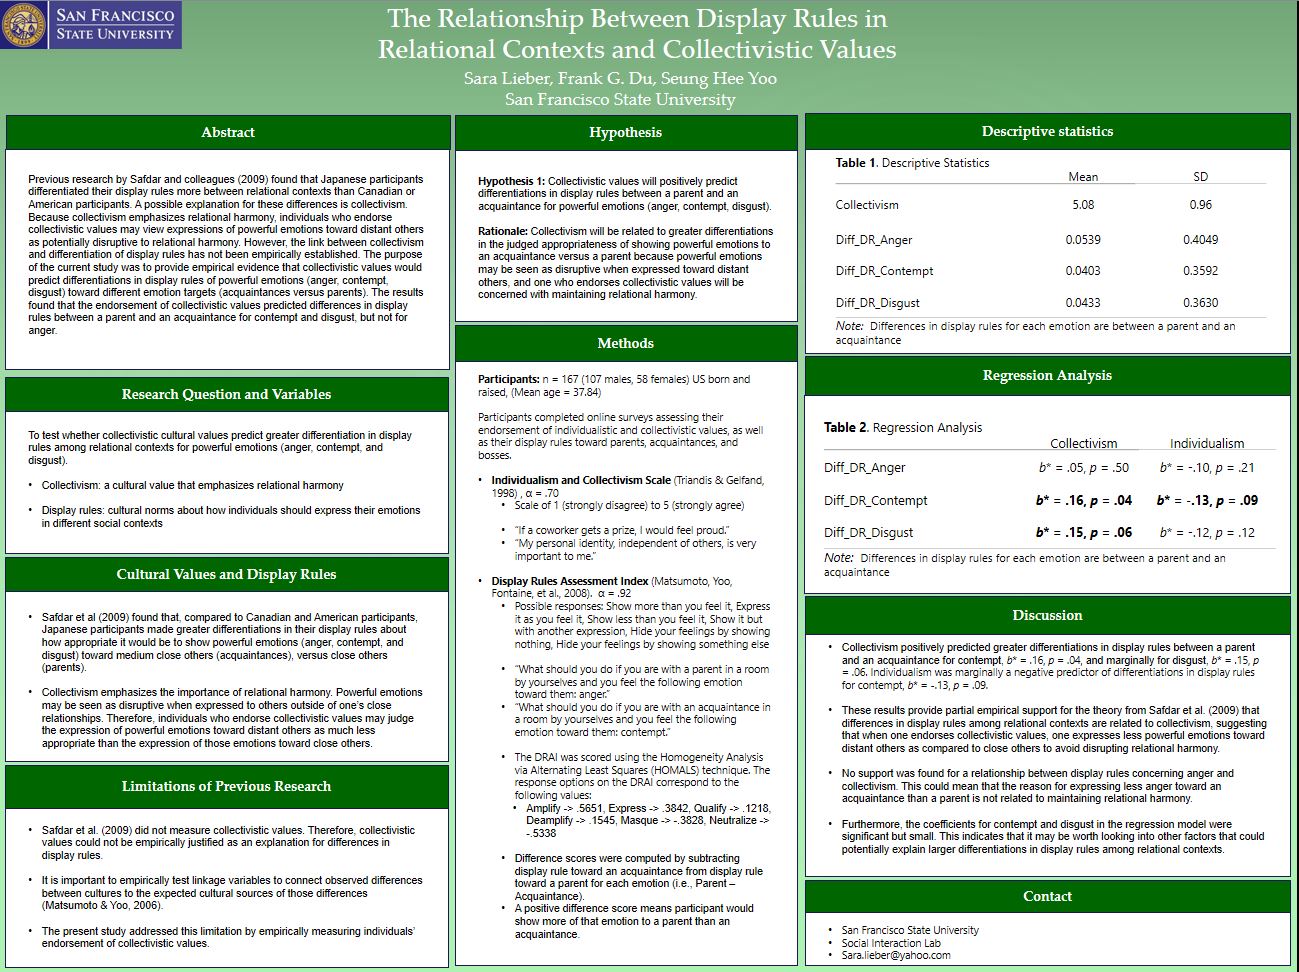 SAN FRANCISCO
STATE UNIVERSITY
The Relationship Between Display Rules in
Relational Contexts and Collectivistic Values
Sara Lieber, Frank G. Du, Seung Hee Yoo
San Francisco State University
Abstract
Previous research by Safdar and colleagues (2009) found that Japanese participants
differentiated their display rules more between relational contexts than Canadian or
American participants. A possible explanation for these differences is collectivism.
Because collectivism emphasizes relational harmony, individuals who endorse
collectivistic values may view expressions of powerful emotions toward distant others
as potentially disruptive to relational harmony. However, the link between collectivism
and differentiation of display rules has not been empirically established. The purpose
of the current study was to provide empirical evidence that collectivistic values would
predict differentiations in display rules of powerful emotions (anger, contempt,
disgust) toward different emotion targets (acquaintances versus parents). The results
found that the endorsement of collectivistic values predicted differences in display
rules between a parent and an acquaintance for contempt and disgust, but not for
anger.
Research Question and Variables
To test whether collectivistic cultural values predict greater differentiation in display
rules among relational contexts for powerful emotions (anger, contempt, and
disgust).
• Collectivism: a cultural value that emphasizes relational harmony
• Display rules: cultural norms about how individuals should express their emotions
in different social contexts
Cultural Values and Display Rules
• Safdar et al (2009) found that, compared to Canadian and American participants,
Japanese participants made greater differentiations in their display rules about
how appropriate it would be to show powerful emotions (anger, contempt, and
disgust) toward medium close others (acquaintances), versus close others
(parents).
• Collectivism emphasizes the importance of relational harmony. Powerful emotions
may be seen as disruptive when expressed to others outside of one's close
relationships. Therefore, individuals who endorse collectivistic values may judge
the expression of powerful emotions toward distant others as much less
appropriate than the expression of those emotions toward close others.
Limitations of Previous Research
• Safdar et al. (2009) did not measure collectivistic values. Therefore, collectivistic
values could not be empirically justified as an explanation for differences in
display rules.
• It is important to empirically test linkage variables to connect observed differences
between cultures to the expected cultural sources of those differences
(Matsumoto & Yoo, 2006).
• The present study addressed this limitation by empirically measuring individuals'
endorsement of collectivistic values.
Hypothesis
Hypothesis 1: Collectivistic values will positively predict
differentiations in display rules between a parent and an
acquaintance for powerful emotions (anger, contempt, disgust).
Rationale: Collectivism will be related to greater differentiations
in the judged appropriateness of showing powerful emotions to
an acquaintance versus a parent because powerful emotions
may be seen as disruptive when expressed toward distant
others, and one who endorses collectivistic values will be
concerned with maintaining relational harmony.
Methods
Participants: n = 167 (107 males, 58 females) US born and
raised, (Mean age = 37.84)
Participants completed online surveys assessing their
endorsement of individualistic and collectivistic values, as well
as their display rules toward parents, acquaintances, and
bosses.
• Individualism and Collectivism Scale (Triandis & Gelfand,
1998) , α = .70
• Scale of 1 (strongly disagree) to 5 (strongly agree)
• "If a coworker gets a prize, I would feel proud."
• "My personal identity, independent of others, is very
important to me."
• Display Rules Assessment Index (Matsumoto, Yoo,
Fontaine, et al., 2008). α = .92
• Possible responses: Show more than you feel it, Express
it as you feel it, Show less than you feel it, Show it but
with another expression, Hide your feelings by showing
nothing, Hide your feelings by showing something else
• "What should you do if you are with a parent in a room
by yourselves and you feel the following emotion
toward them: anger."
• "What should you do if you are with an acquaintance in
a room by yourselves and you feel the following
emotion toward them: contempt."
• The DRAI was scored using the Homogeneity Analysis
via Alternating Least Squares (HOMALS) technique. The
response options on the DRAI correspond to the
following values:
• Amplify -> .5651, Express -> .3842, Qualify -> .1218,
Deamplify -> .1545, Masque -> -.3828, Neutralize ->
-.5338
• Difference scores were computed by subtracting
display rule toward an acquaintance from display rule
toward a parent for each emotion (i.e., Parent –
Acquaintance).
• A positive difference score means participant would
show more of that emotion to a parent than an
acquaintance.
Descriptive statistics
Table 1. Descriptive Statistics
Mean SD
Collectivism 5.08 0.96
Diff_DR_Anger 0.0539 0.4049
Diff_DR_Contempt 0.0403 0.3592
Diff_DR_Disgust 0.0433 0.3630
Note: Differences in display rules for each emotion are between a parent and an
acquaintance
Regression Analysis
Table 2. Regression Analysis
Collectivism Individualism
Diff_DR_Anger b* = .05, p = .50 b* = -.10, p = .21
Diff_DR_Contempt b* = .16, p = .04 b* = -.13, p = .09
Diff_DR_Disgust b* = .15, p = .06 b* = -.12, p = .12
Note: Differences in display rules for each emotion are between a parent and an
acquaintance
Discussion
• Collectivism positively predicted greater differentiations in display rules between a parent
and an acquaintance for contempt, b* = .16, p = .04, and marginally for disgust, b* = .15, p
= .06. Individualism was marginally a negative predictor of differentiations in display rules
for contempt, b* = -.13, p = .09.
• These results provide partial empirical support for the theory from Safdar et al. (2009) that
differences in display rules among relational contexts are related to collectivism, suggesting
that when one endorses collectivistic values, one expresses less powerful emotions toward
distant others as compared to close others to avoid disrupting relational harmony.
• No support was found for a relationship between display rules concerning anger and
collectivism. This could mean that the reason for expressing less anger toward an
acquaintance than a parent is not related to maintaining relational harmony.
• Furthermore, the coefficients for contempt and disgust in the regression model were
significant but small. This indicates that it may be worth looking into other factors that could
potentially explain larger differentiations in display rules among relational contexts.
Contact
• San Francisco State University
• Social Interaction Lab
• Sara.lieber@yahoo.com